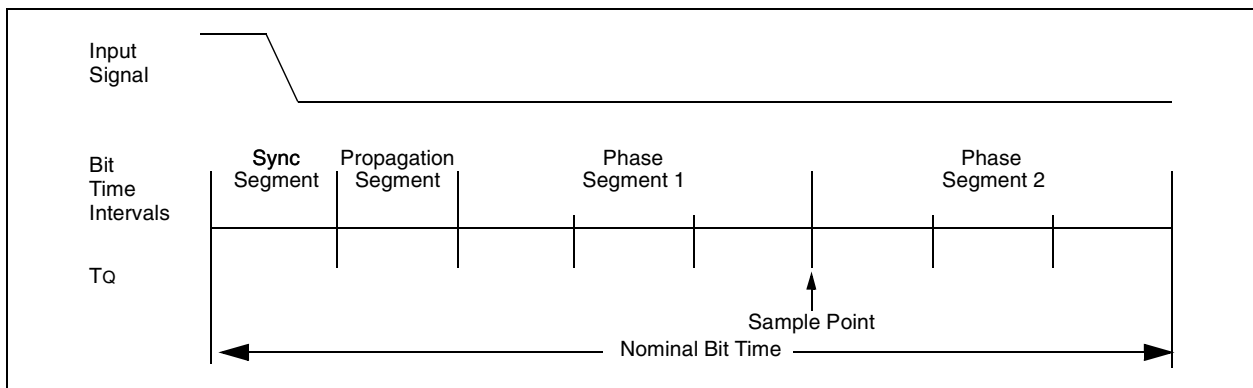 Input
Signal
Bit
Time
Intervals
Sync
Segment
Propagation
Segment
Phase
Segment 1
Phase
Segment 2
TQ
Sample Point
Nominal Bit Time